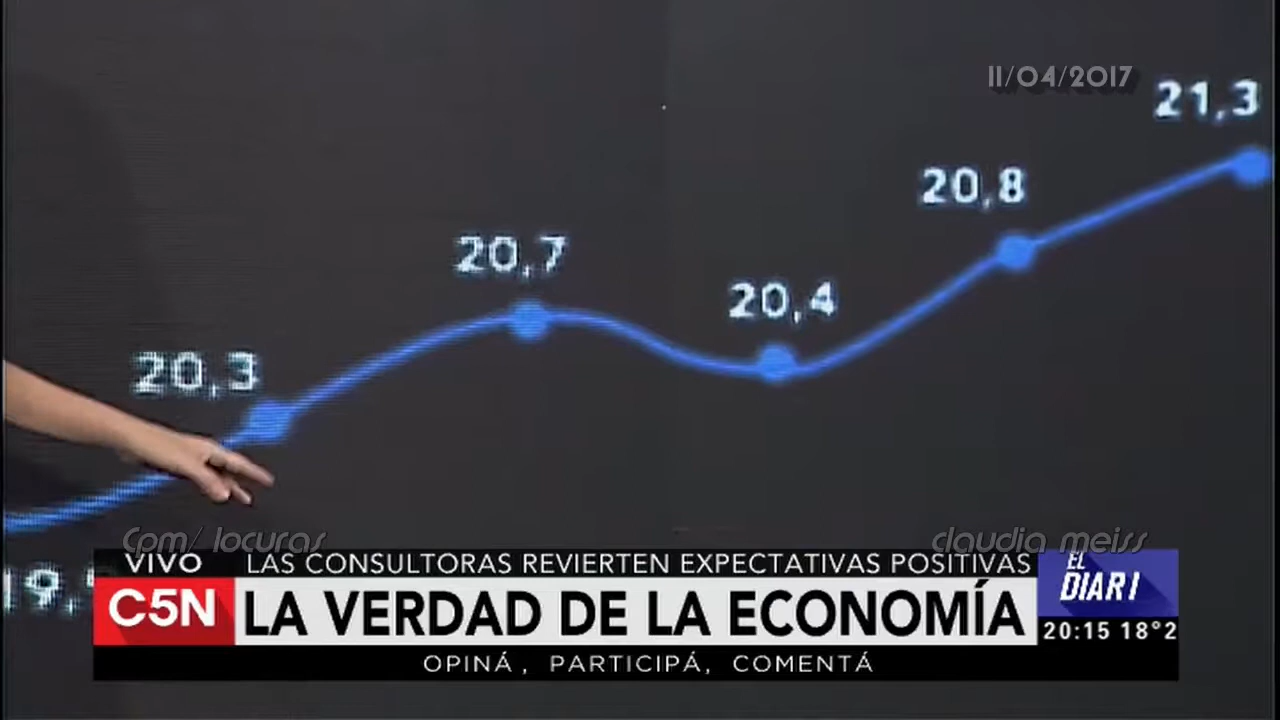 11/04/2017
21,3
20,8
20,7
20,4
20,3
Cpm/ locuras
claudia meiss
VIVO
LAS CONSULTORAS REVIERTEN EXPECTATIVAS POSITIVAS
EL
DIARI
C5N
LA VERDAD DE LA ECONOMÍA
20:15 18°2
OPINÁ, PARTICIPÁ, COMENTÁ